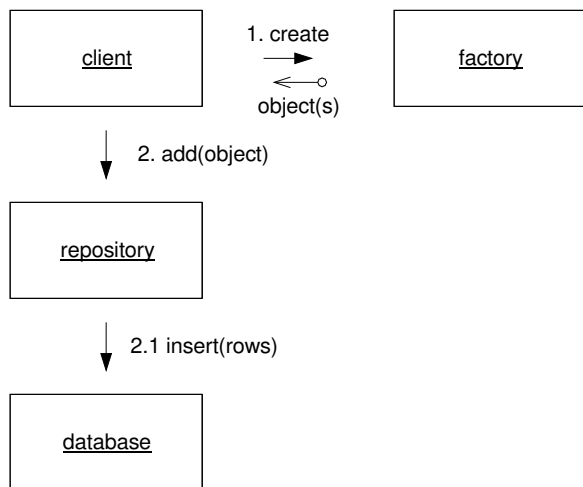 1. create
client
factory
object(s)
2. add(object)
repository
2.1 insert(rows)
database